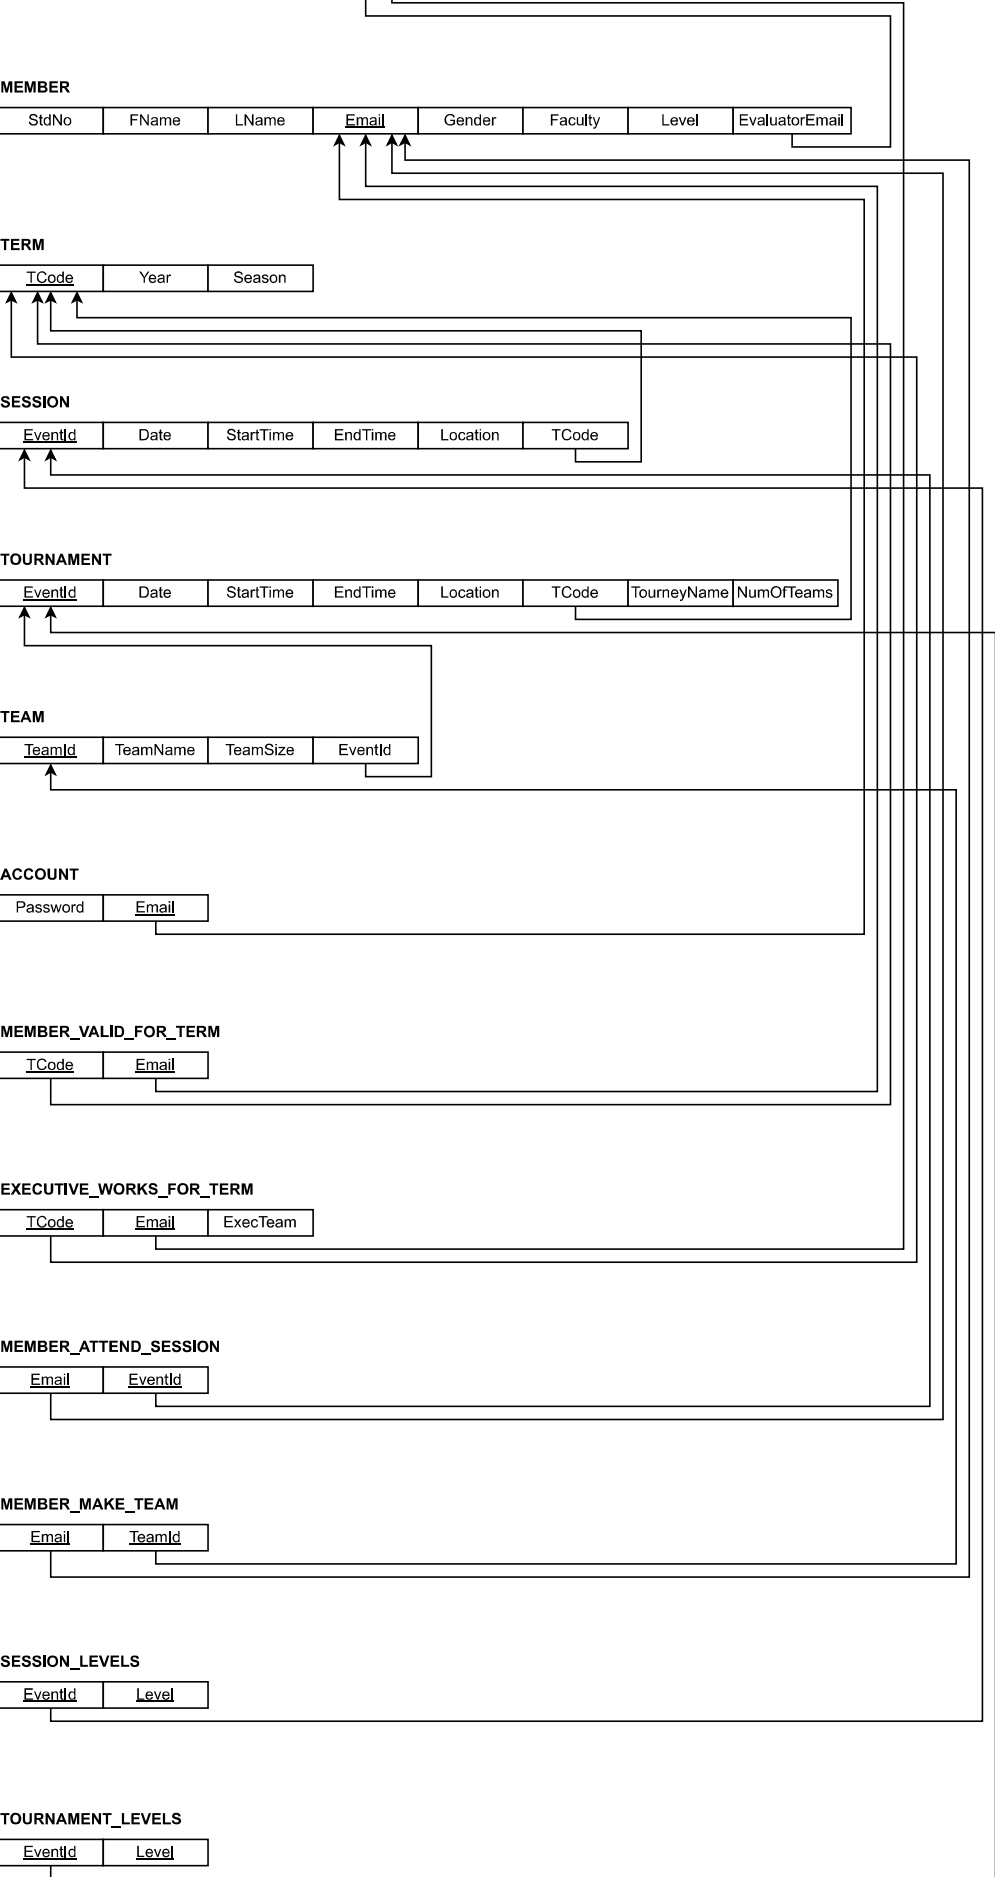 MEMBER
StdNo FName LName Email Gender Faculty Level EvaluatorEmail
TERM
TCode Year Season
SESSION
EventId Date StartTime EndTime Location TCode
TOURNAMENT
EventId Date StartTime EndTime Location TCode TourneyName NumOfTeams
TEAM
TeamId TeamName TeamSize EventId
ACCOUNT
Password Email
MEMBER_VALID_FOR_TERM
TCode Email
EXECUTIVE_WORKS_FOR_TERM
TCode Email ExecTeam
MEMBER_ATTEND_SESSION
Email EventId
MEMBER_MAKE_TEAM
Email TeamId
SESSION_LEVELS
EventId Level
TOURNAMENT_LEVELS
EventId Level